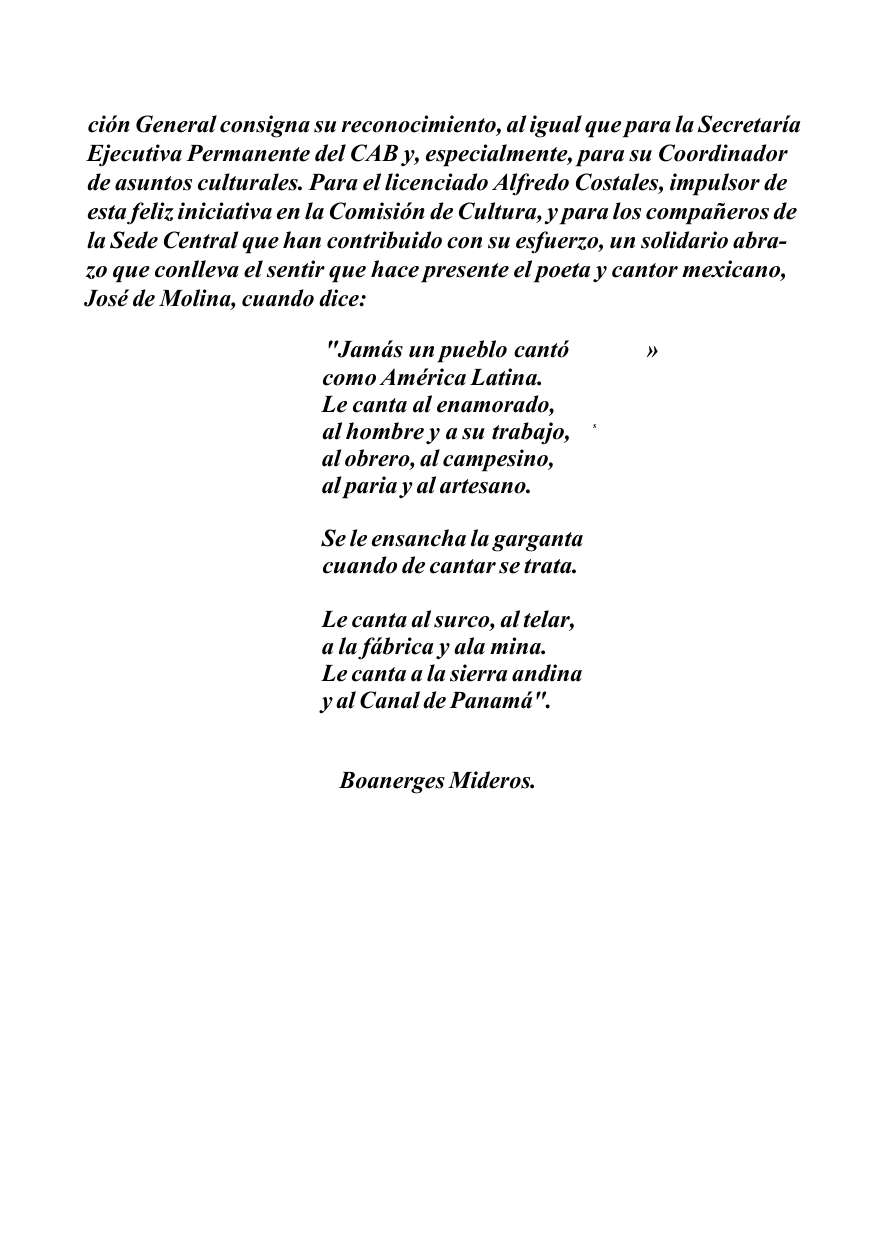 ción General consigna su reconocimiento, al igual que para la Secretaría
Ejecutiva Permanente del CAB y, especialmente, para su Coordinador
de asuntos culturales. Para el licenciado Alfredo Costales, impulsor de
esta feliz iniciativa en la Comisión de Cultura, y para los compañeros de
la Sede Central que han contribuido con su esfuerzo, un solidario abra-
zo que conlleva el sentir que hace presente el poeta y cantor mexicano,
José de Molina, cuando dice:
"Jamás un pueblo cantó »
como América Latina.
Le canta al enamorado,
al hombre y a su trabajo, s
al obrero, al campesino,
al paria y al artesano.
Se le ensancha la garganta
cuando de cantar se trata.
Le canta al surco, al telar,
a la fábrica y ala mina.
Le canta a la sierra andina
y al Canal de Panamá".
Boanerges Mideros.